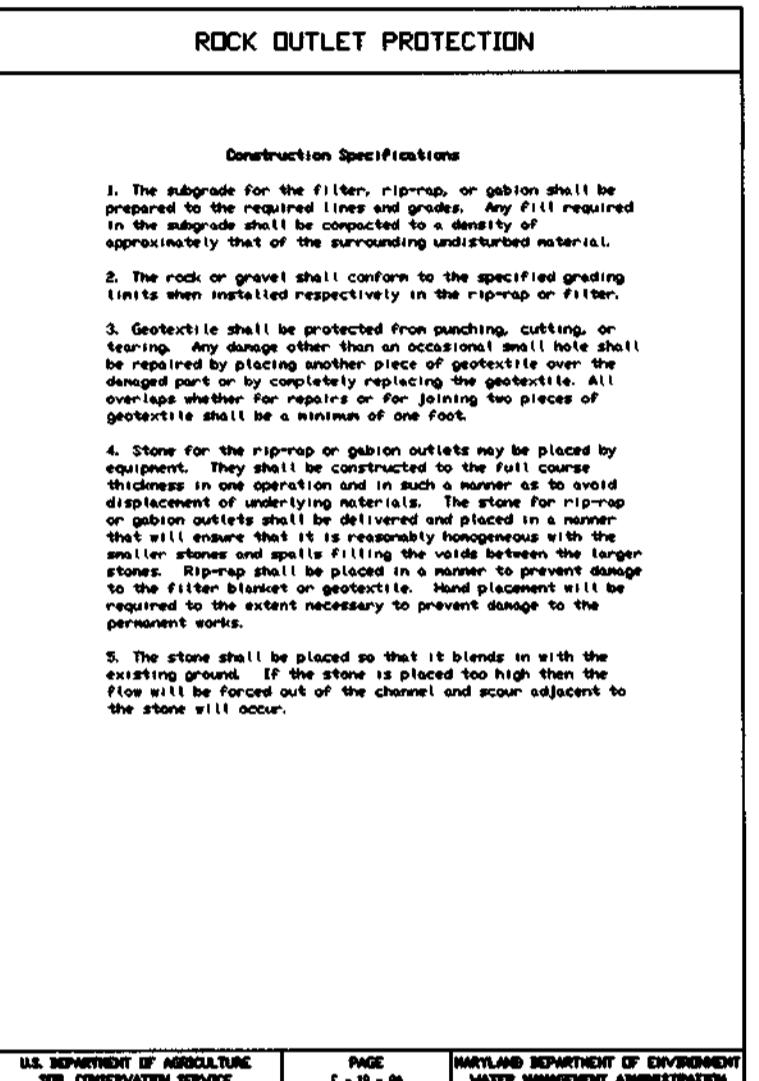 ROCK OUTLET PROTECTION
Construction Specifications
1. The subgrade for the filter, rip-rap, or gabion shall be
prepared to the required lines and grades. Any fill required
in the subgrade shall be compacted to a density of
approximately that of the surrounding undisturbed material.
2. The rock or gravel shall conform to the specified grading
limits when installed respectively in the rip-rap or filter.
3. Geotextile shall be protected from punching, cutting, or
tearing. Any damage other than an occasional small hole shall
be repaired by placing another piece of geotextile over the
damaged part or by completely replacing the geotextile. All
overlaps whether for repairs or for joining two pieces of
geotextile shall be a minimum of one foot.
4. Stone for the rip-rap or gabion outlets may be placed by
equipment. They shall be constructed to the full course
thickness in one operation and in such a manner as to avoid
displacement of underlying materials. The stone for rip-rap
or gabion outlets shall be delivered and placed in a manner
that will ensure that it is reasonably homogeneous with the
smaller stones and spalls filling the voids between the larger
stones. Rip-rap shall be placed in a manner to prevent damage
to the filter blanket or geotextile. Hand placement will be
required to the extent necessary to prevent damage to the
permanent works.
5. The stone shall be placed so that it blends in with the
existing ground. If the stone is placed too high then the
flow will be forced out of the channel and scour adjacent to
the stone will occur.
U.S. DEPARTMENT OF AGRICULTURE
SOIL CONSERVATION SERVICE
PAGE
MARYLAND DEPARTMENT OF ENVIRONMENT
WATER MANAGEMENT ADMINISTRATION